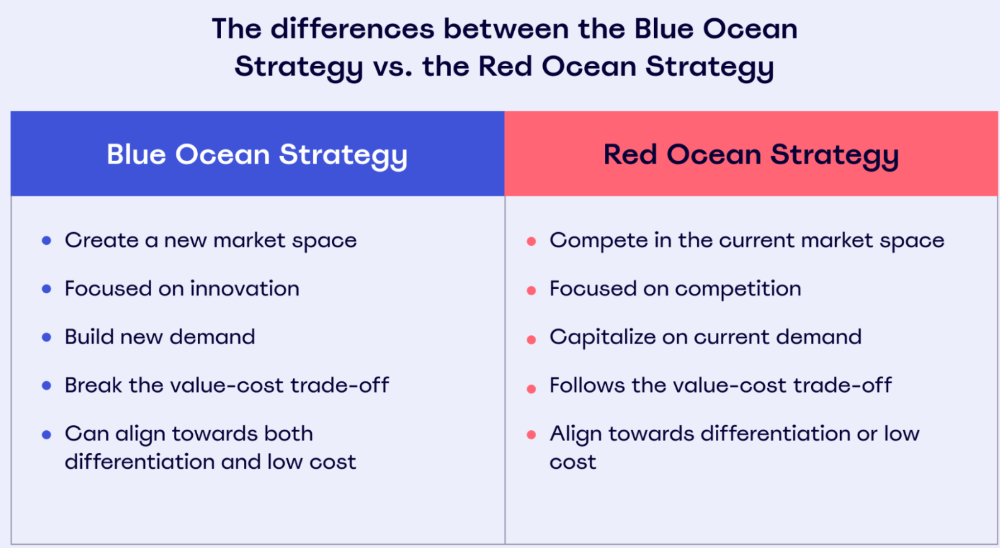 The differences between the Blue Ocean
Strategy vs. the Red Ocean Strategy
Blue Ocean Strategy
Create a new market space
Focused on innovation
Build new demand
Break the value-cost trade-off
Can align towards both
differentiation and low cost
Red Ocean Strategy
Compete in the current market space
Focused on competition
Capitalize on current demand
Follows the value-cost trade-off
Align towards differentiation or low
cost